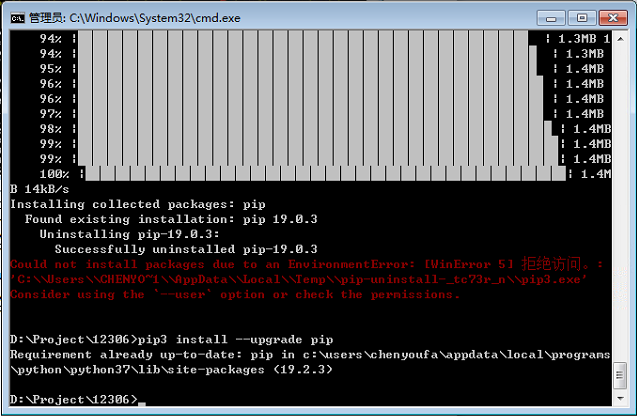 管理员: C:\Windows\System32\cmd.exe
94% | | 1.3MB 1
94% | | 1.3MB
95% | | 1.4MB
96% | | 1.4MB
96% | | 1.4MB
97% | | 1.4MB
98% | | 1.4MB
99% | | 1.4MB
99% | | 1.4MB
100% | | 1.4M
B 14kB/s
Installing collected packages: pip
Found existing installation: pip 19.0.3
Uninstalling pip-19.0.3:
Successfully uninstalled pip-19.0.3
Could not install packages due to an EnvironmentError: [WinError 5] 拒绝访问。:
'C:\\Users\\CHENYO~1\\AppData\\Local\\Temp\\pip-uninstall-_tc73r_n\\pip3.exe'
Consider using the `--user` option or check the permissions.
D:\Project\12306>pip3 install --upgrade pip
Requirement already up-to-date: pip in c:\users\chenyoufa\appdata\local\programs
\python\python37\lib\site-packages (19.2.3)
D:\Project\12306>_